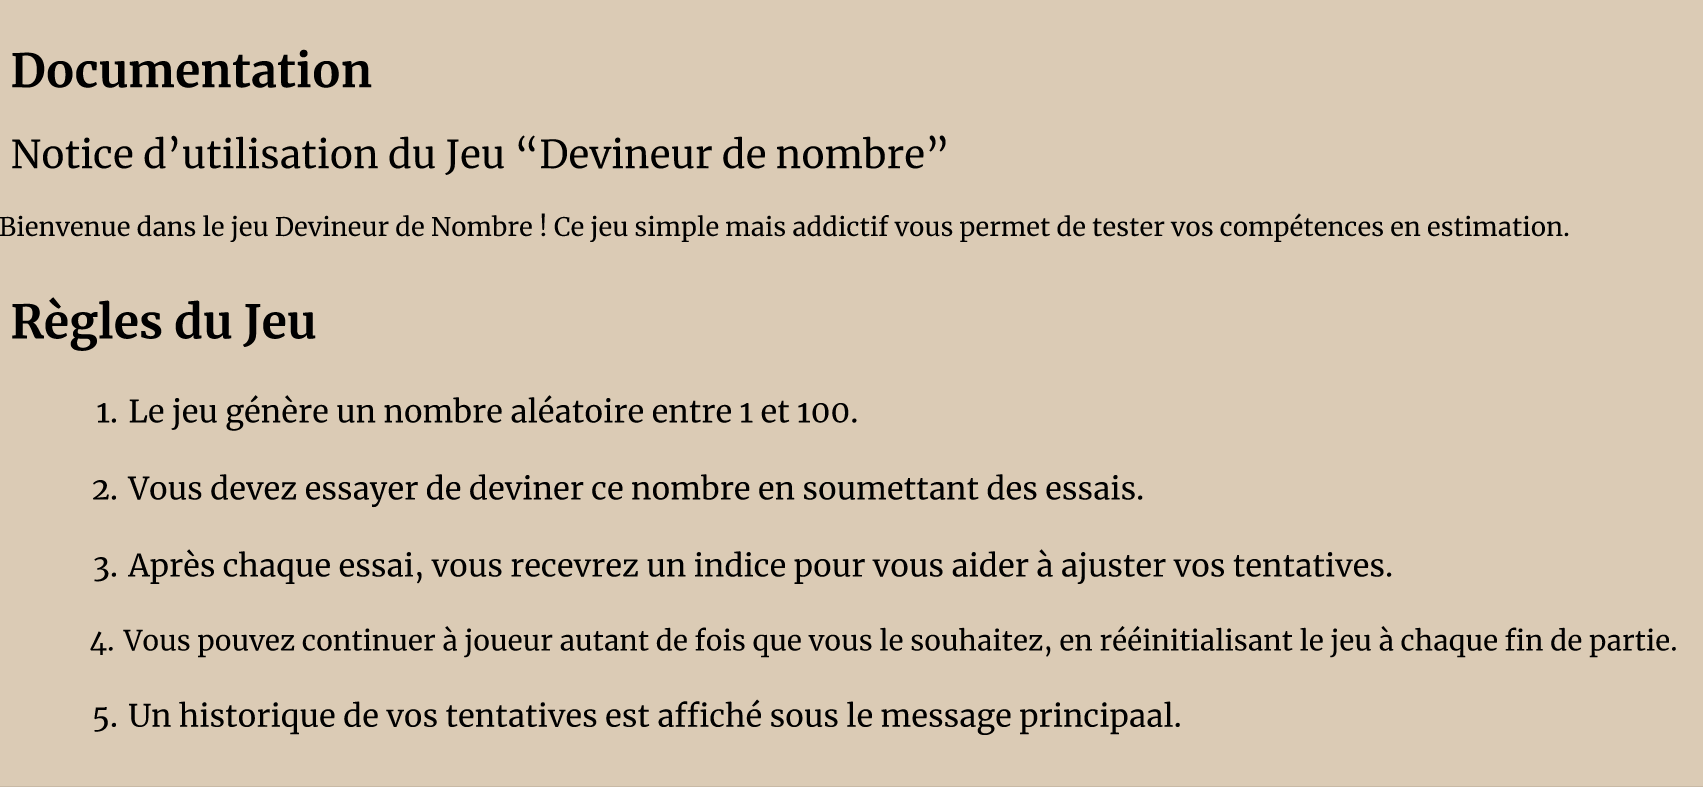 Documentation
Notice d’utilisation du Jeu “Devineur de nombre”
Bienvenue dans le jeu Devineur de Nombre ! Ce jeu simple mais addictif vous permet de tester vos compétences en estimation.
Règles du Jeu
1. Le jeu génère un nombre aléatoire entre 1 et 100.
2. Vous devez essayer de deviner ce nombre en soumettant des essais.
3. Après chaque essai, vous recevrez un indice pour vous aider à ajuster vos tentatives.
4. Vous pouvez continuer à joueur autant de fois que vous le souhaitez, en rééinitialisant le jeu à chaque fin de partie.
5. Un historique de vos tentatives est affiché sous le message principaal.